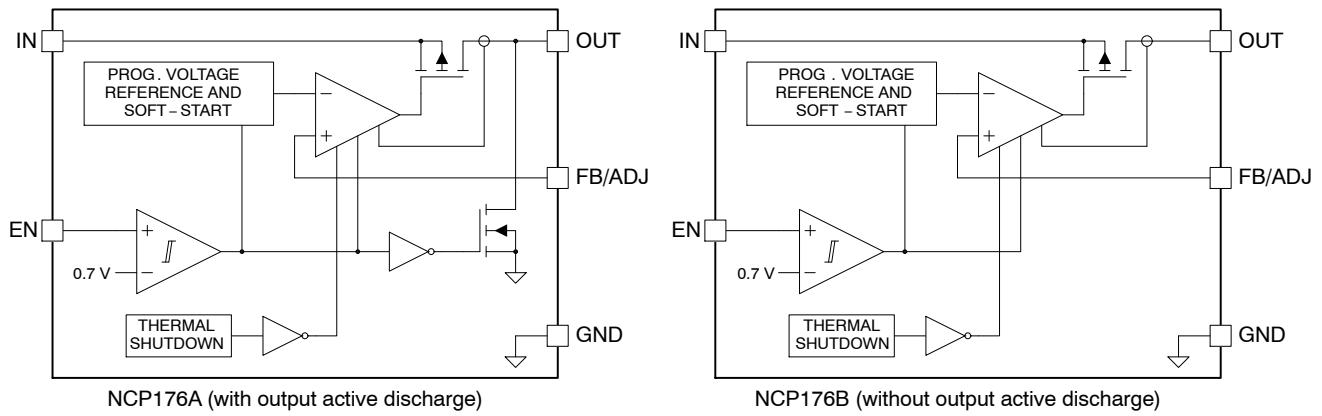 IN
OUT
PROG . VOLTAGE
REFERENCE AND
SOFT – START
−
+
FB/ADJ
EN
+
0.7 V
−
THERMAL
SHUTDOWN
GND
NCP176A (with output active discharge)
IN
OUT
PROG . VOLTAGE
REFERENCE AND
SOFT – START
−
+
FB/ADJ
EN
+
0.7 V
−
THERMAL
SHUTDOWN
GND
NCP176B (without output active discharge)